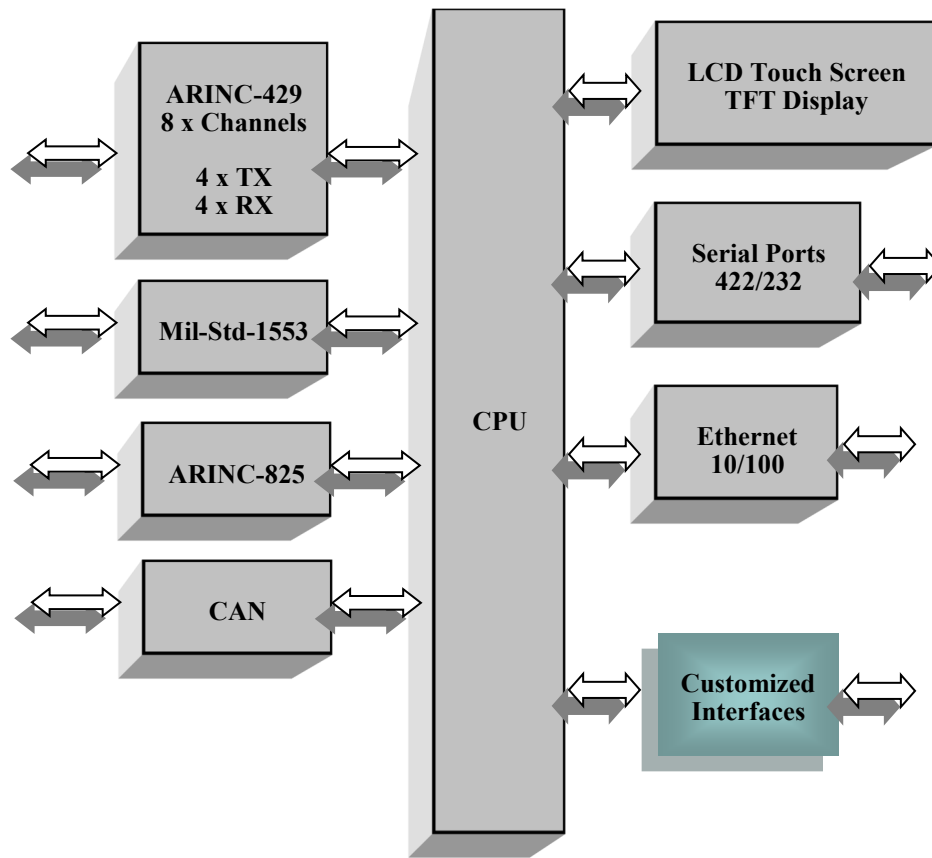 ARINC-429
8 x Channels
4 x TX
4 x RX
Mil-Std-1553
ARINC-825
CAN
CPU
LCD Touch Screen
TFT Display
Serial Ports
422/232
Ethernet
10/100
Customized
Interfaces